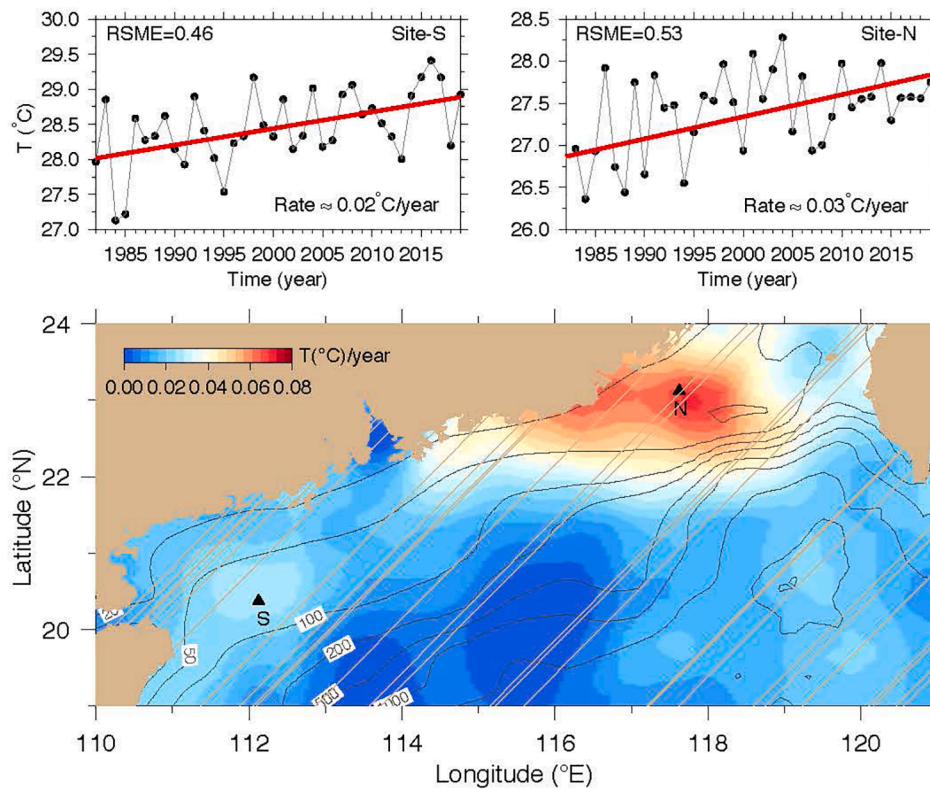 30.0
29.5
29.0
28.5
28.0
27.5
27.0
T (°C)
RSME=0.46
Site-S
Rate ≈ 0.02°C/year
1985 1990 1995 2000 2005 2010 2015
Time (year)
28.5
28.0
27.5
27.0
26.5
26.0
RSME=0.53
Site-N
Rate ≈ 0.03°C/year
1985 1990 1995 2000 2005 2010 2015
Time (year)
24
22
20
Latitude (°N)
T(°C)/year
0.00 0.02 0.04 0.06 0.08
N
S
20
50
100
200
500
1000
110 112 114 116 118 120
Longitude (°E)